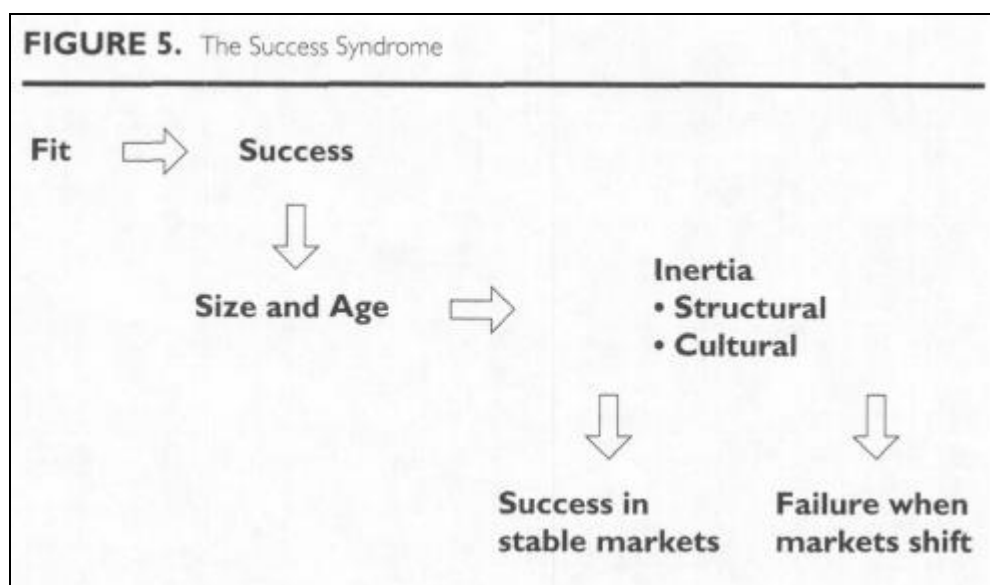 FIGURE 5. The Success Syndrome
Fit
Success
Size and Age
Inertia
• Structural
• Cultural
Success in
stable markets
Failure when
markets shift